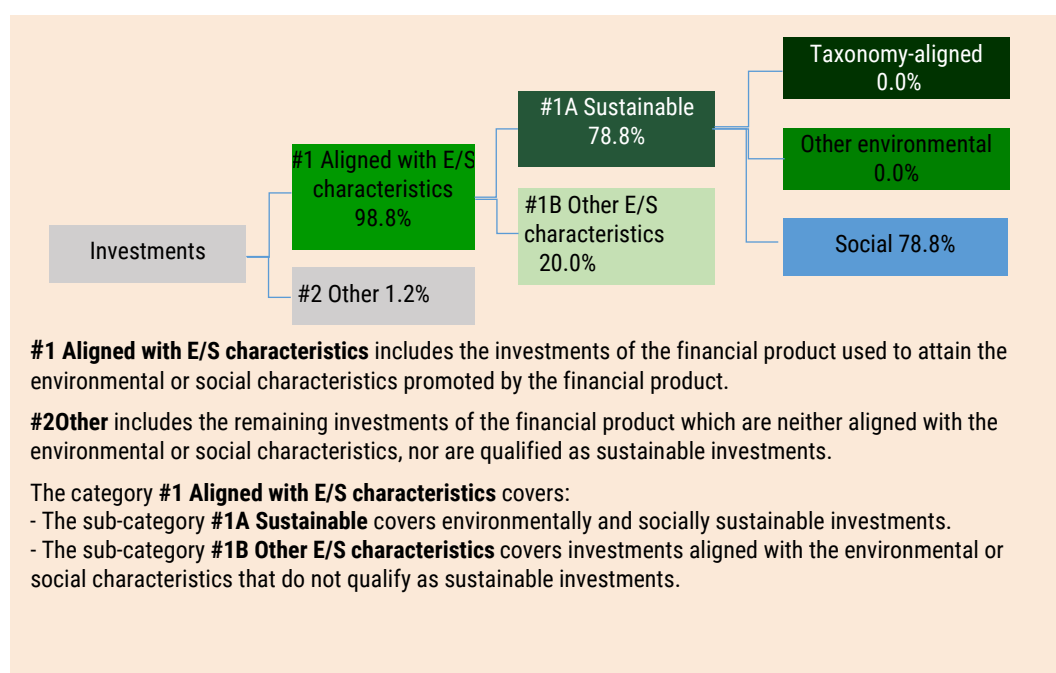 Taxonomy-aligned
0.0%
#1A Sustainable
78.8%
Other environmental
0.0%
#1 Aligned with E/S
characteristics
98.8%
#1B Other E/S
characteristics
20.0%
Investments
Social 78.8%
#2 Other 1.2%
#1 Aligned with E/S characteristics includes the investments of the financial product used to attain the
environmental or social characteristics promoted by the financial product.
#2Other includes the remaining investments of the financial product which are neither aligned with the
environmental or social characteristics, nor are qualified as sustainable investments.
The category #1 Aligned with E/S characteristics covers:
- The sub-category #1A Sustainable covers environmentally and socially sustainable investments.
- The sub-category #1B Other E/S characteristics covers investments aligned with the environmental or
social characteristics that do not qualify as sustainable investments.